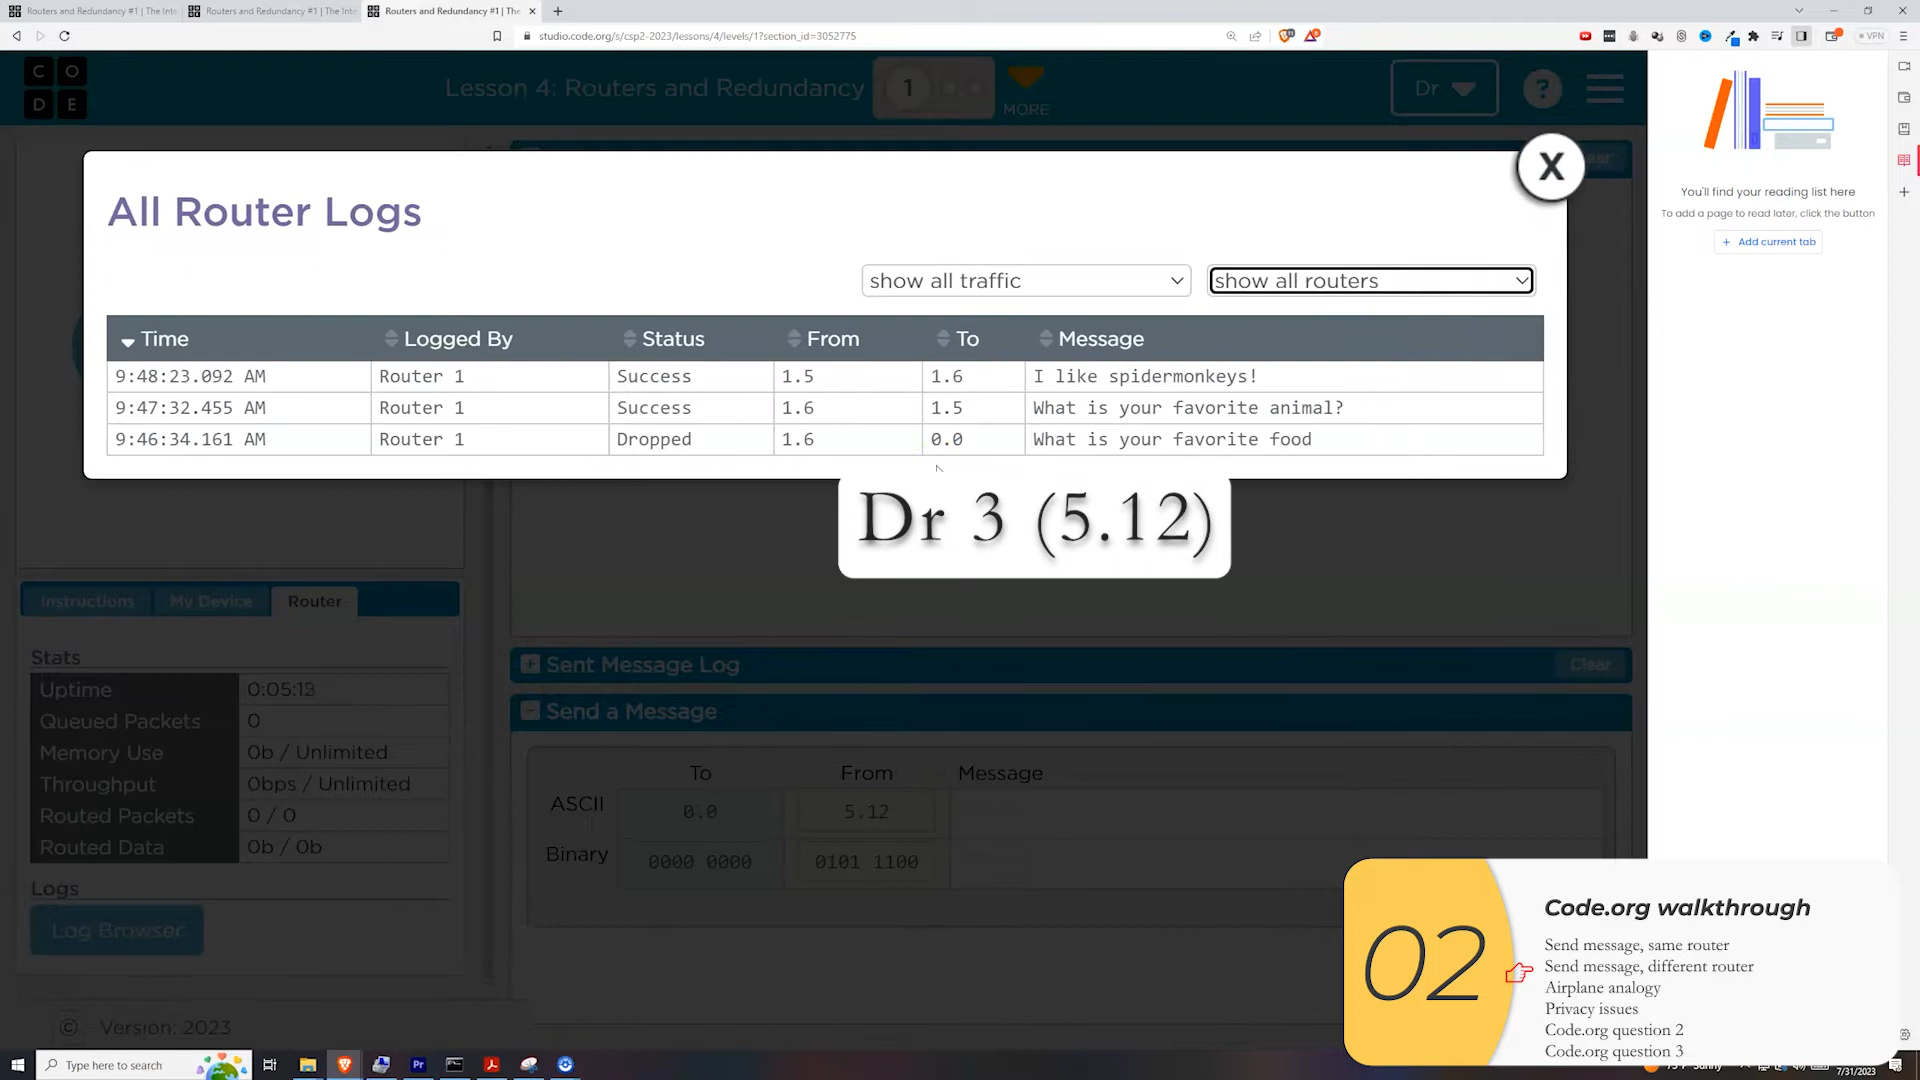 Routers and Redundancy #1 | The Inte
Routers and Redundancy #1 | The Inte
Routers and Redundancy #1 | The
studio.code.org/s/csp2-2023/lessons/4/levels/1?section_id=3052775
VPN
C O
D E
Lesson 4: Routers and Redundancy
1
MORE
Dr
?
X
All Router Logs
show all traffic
show all routers
Time Logged By Status From To Message
9:48:23.092 AM Router 1 Success 1.5 1.6 I like spidermonkeys!
9:47:32.455 AM Router 1 Success 1.6 1.5 What is your favorite animal?
9:46:34.161 AM Router 1 Dropped 1.6 0.0 What is your favorite food
Dr 3 (5.12)
Instructions My Device Router
Stats
Uptime 0:05:13
Queued Packets 0
Memory Use 0b / Unlimited
Throughput 0bps / Unlimited
Routed Packets 0 / 0
Routed Data 0b / 0b
Logs
Log Browser
© Version: 2023
Sent Message Log Clear
Send a Message
To From Message
ASCII 0.0 5.12
Binary 0000 0000 0101 1100
You'll find your reading list here
To add a page to read later, click the button
+ Add current tab
02
Code.org walkthrough
Send message, same router
Send message, different router
Airplane analogy
Privacy issues
Code.org question 2
Code.org question 3
Type here to search
Pr
7/31/2023